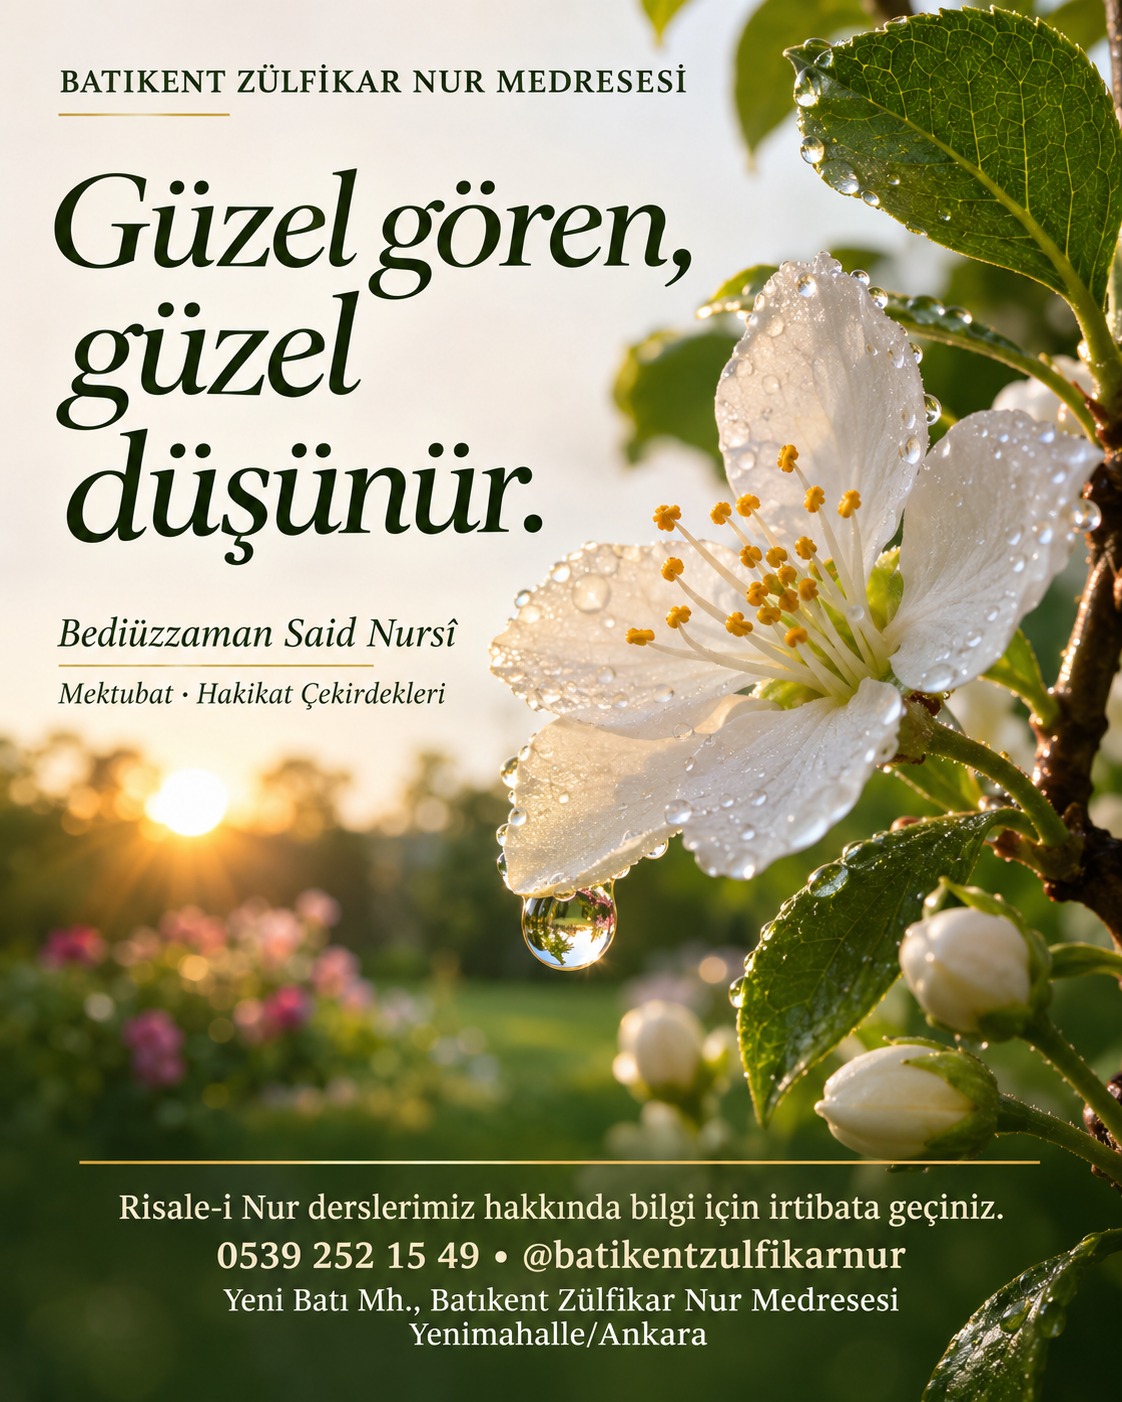 BATIKENT ZÜLFİKAR NUR MEDRESESİ
Güzel gören,
güzel
düşünür.
Bediüzzaman Said Nursî
Mektubat · Hakikat Çekirdekleri
Risale-i Nur derslerimiz hakkında bilgi için irtibata geçiniz.
0539 252 15 49 • @batikentzulfikarnur
Yeni Batı Mh., Batıkent Zülfikar Nur Medresesi
Yenimahalle/Ankara